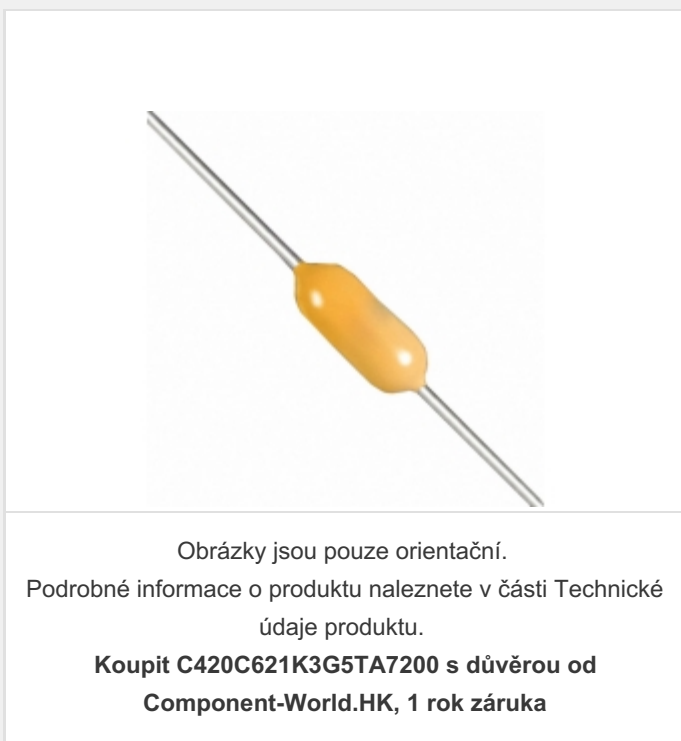 Obrázky jsou pouze orientační.
Podrobné informace o produktu naleznete v části Technické
údaje produktu.
Koupit C420C621K3G5TA7200 s důvěrou od
Component-World.HK, 1 rok záruka